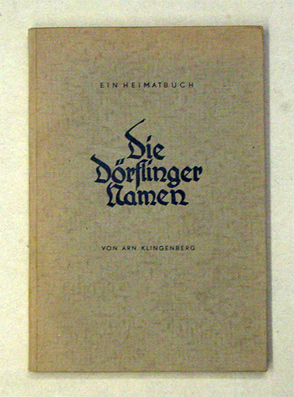 EIN HEIMATBUCH
Die
Dörflinger
Namen
VON ARN KLINGENBERG